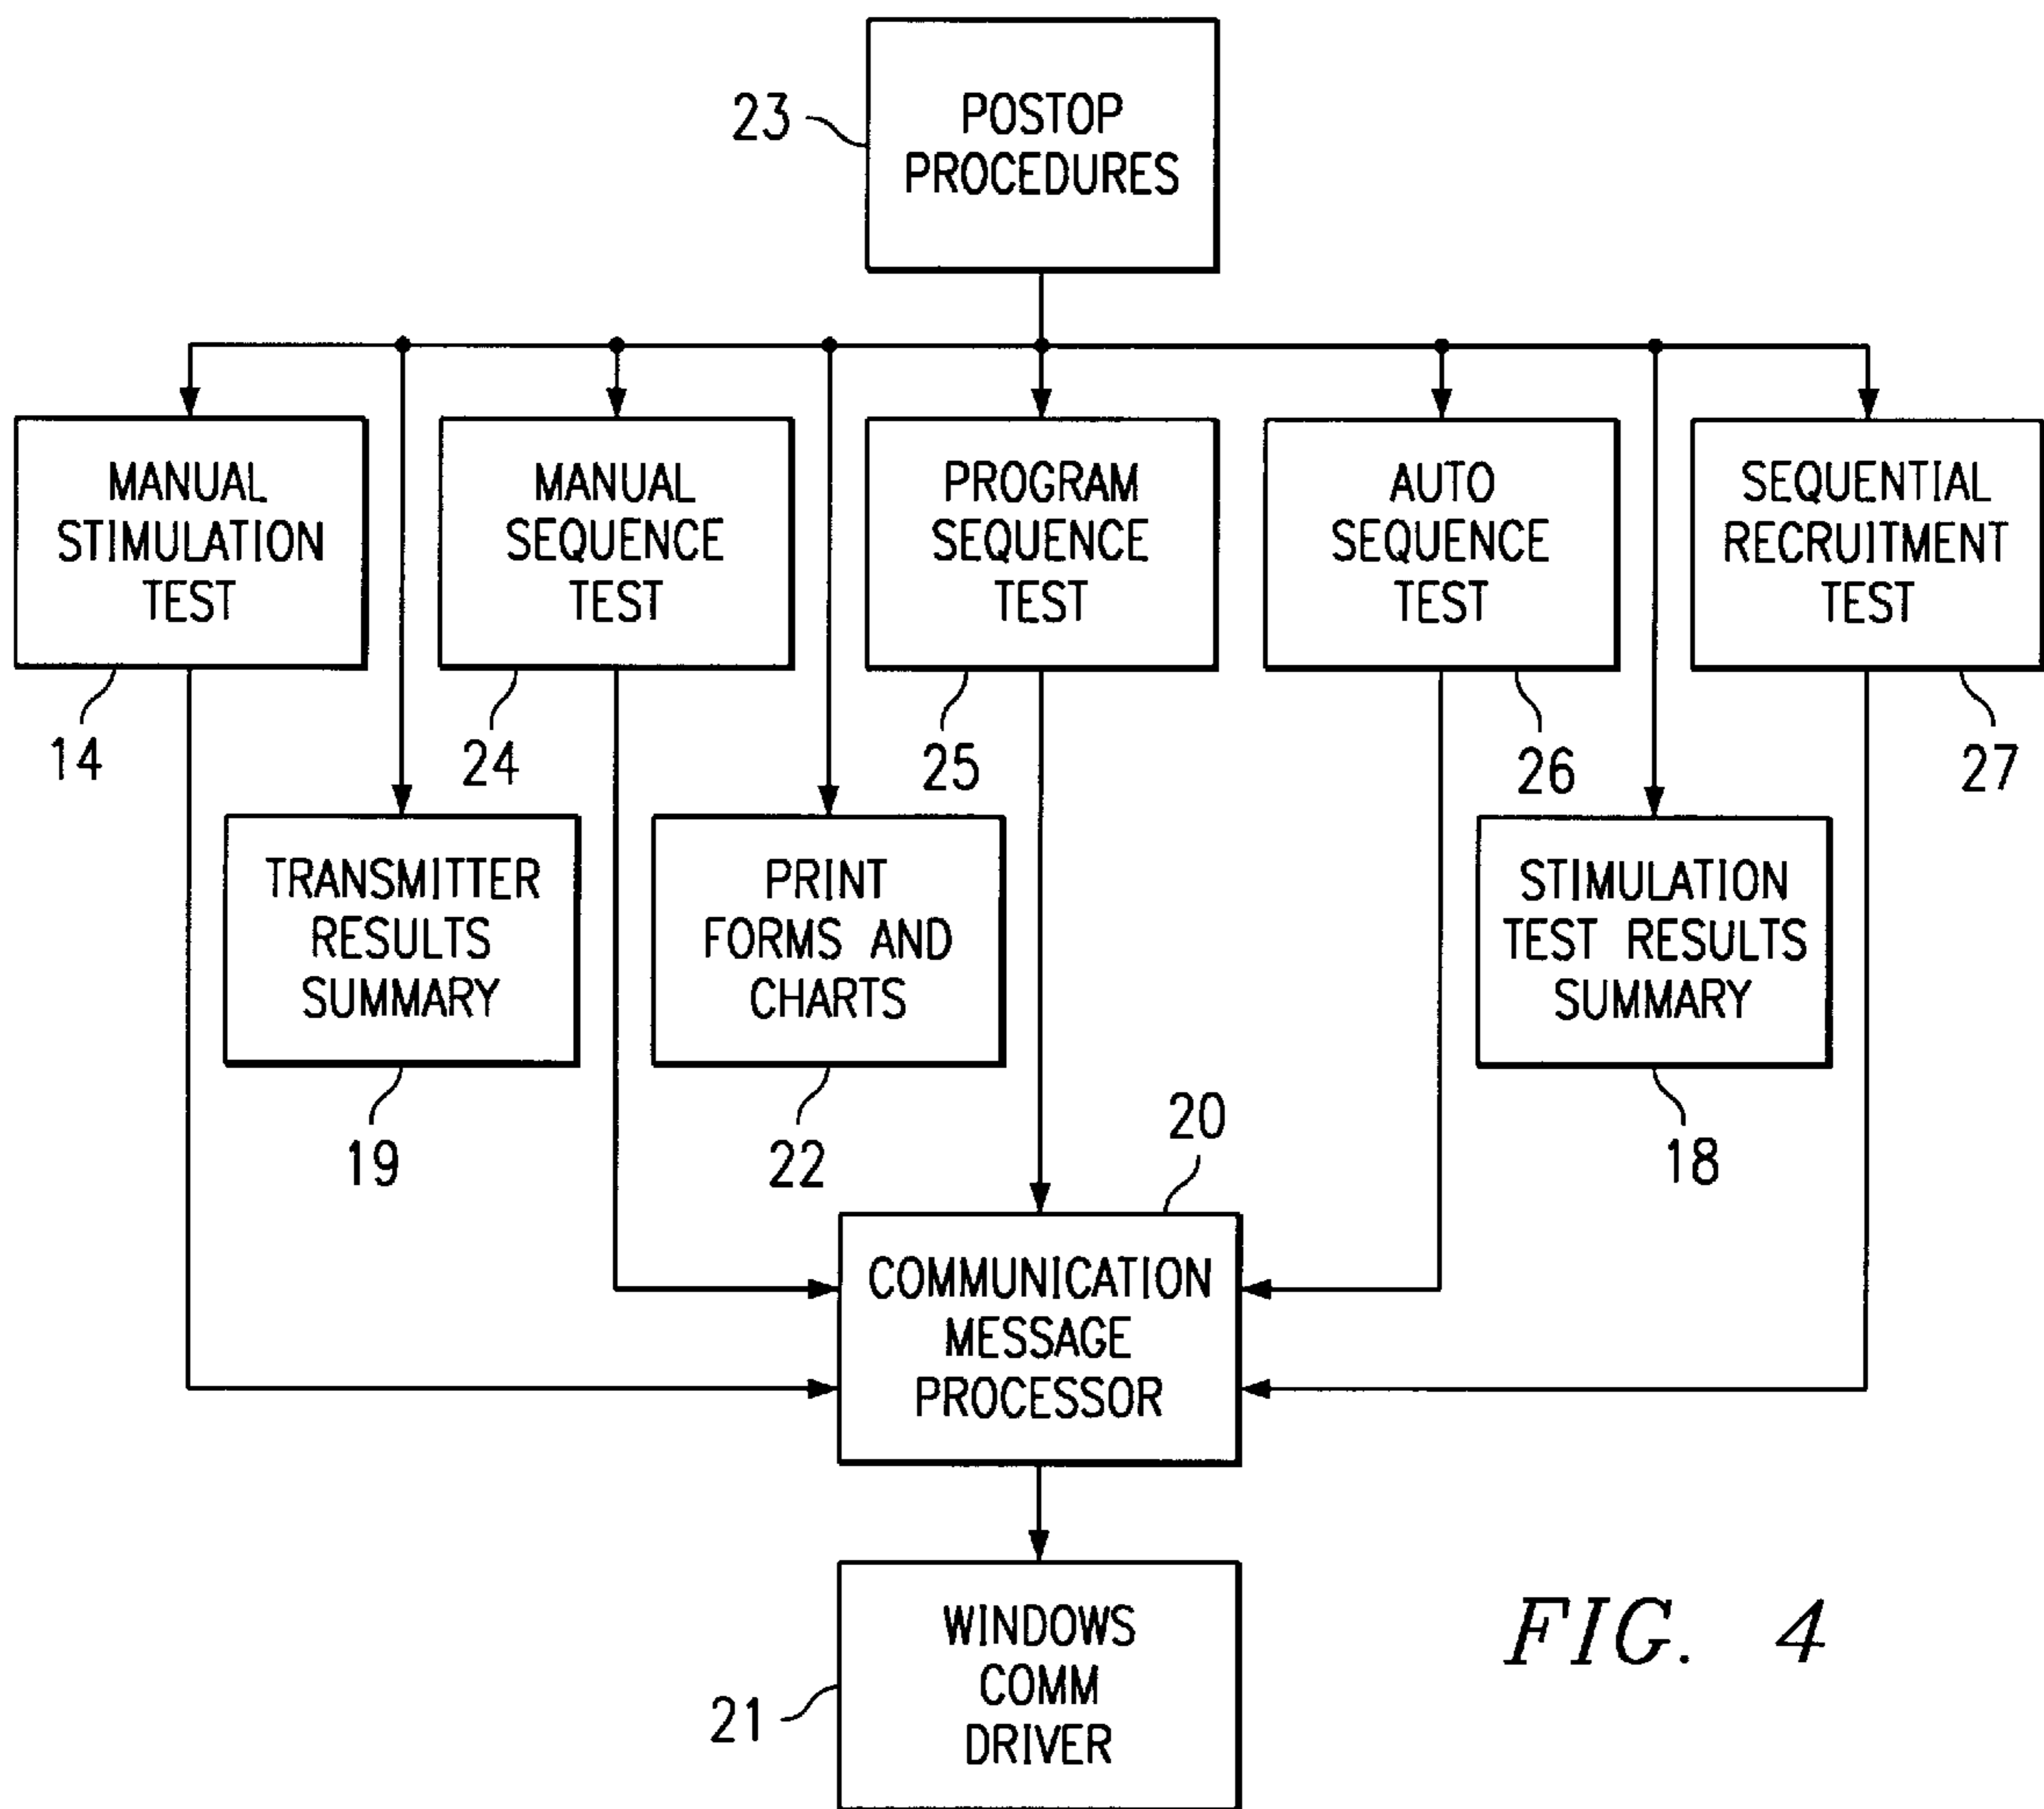 POSTOP
PROCEDURES
23
MANUAL
STIMULATION
TEST
14
MANUAL
SEQUENCE
TEST
24
PROGRAM
SEQUENCE
TEST
25
AUTO
SEQUENCE
TEST
26
SEQUENTIAL
RECRUITMENT
TEST
27
TRANSMITTER
RESULTS
SUMMARY
19
PRINT
FORMS AND
CHARTS
22
STIMULATION
TEST RESULTS
SUMMARY
18
20
COMMUNICATION
MESSAGE
PROCESSOR
WINDOWS
COMM
DRIVER
21
FIG. 4